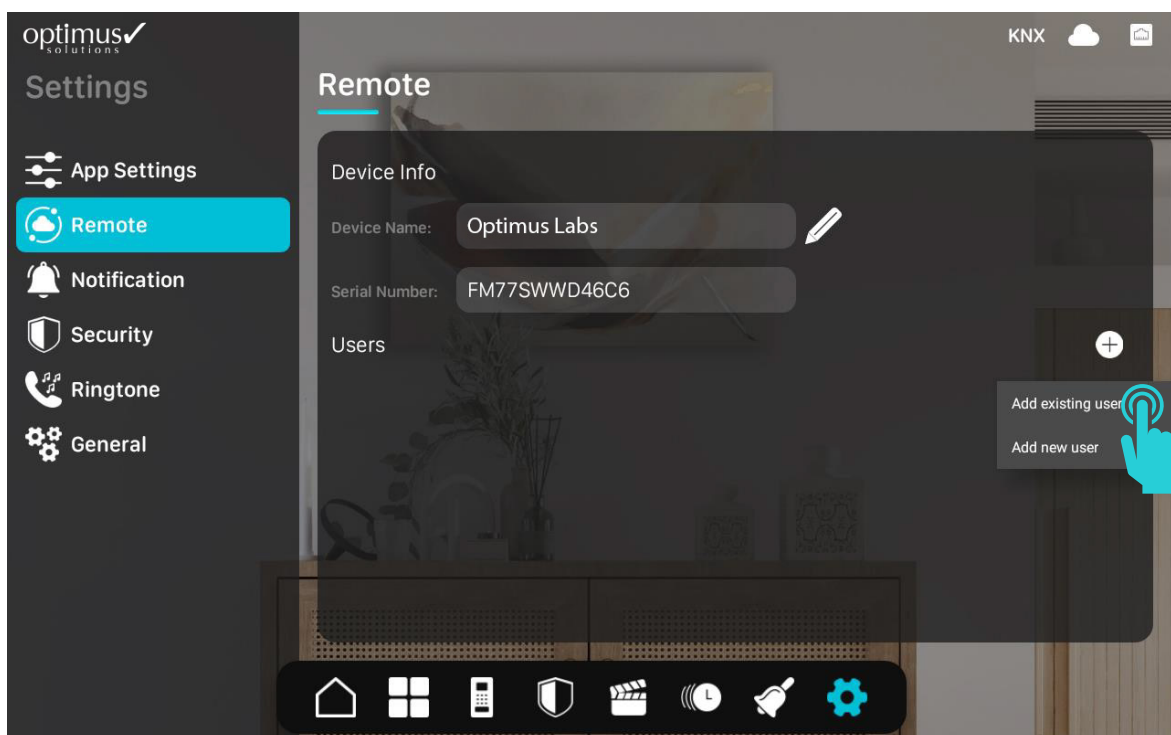 optimus
solutions
KNX
Settings
Remote
App Settings
Remote
Notification
Security
Ringtone
General
Device Info
Device Name: Optimus Labs
Serial Number: FM77SWWD46C6
Users
Add existing user
Add new user